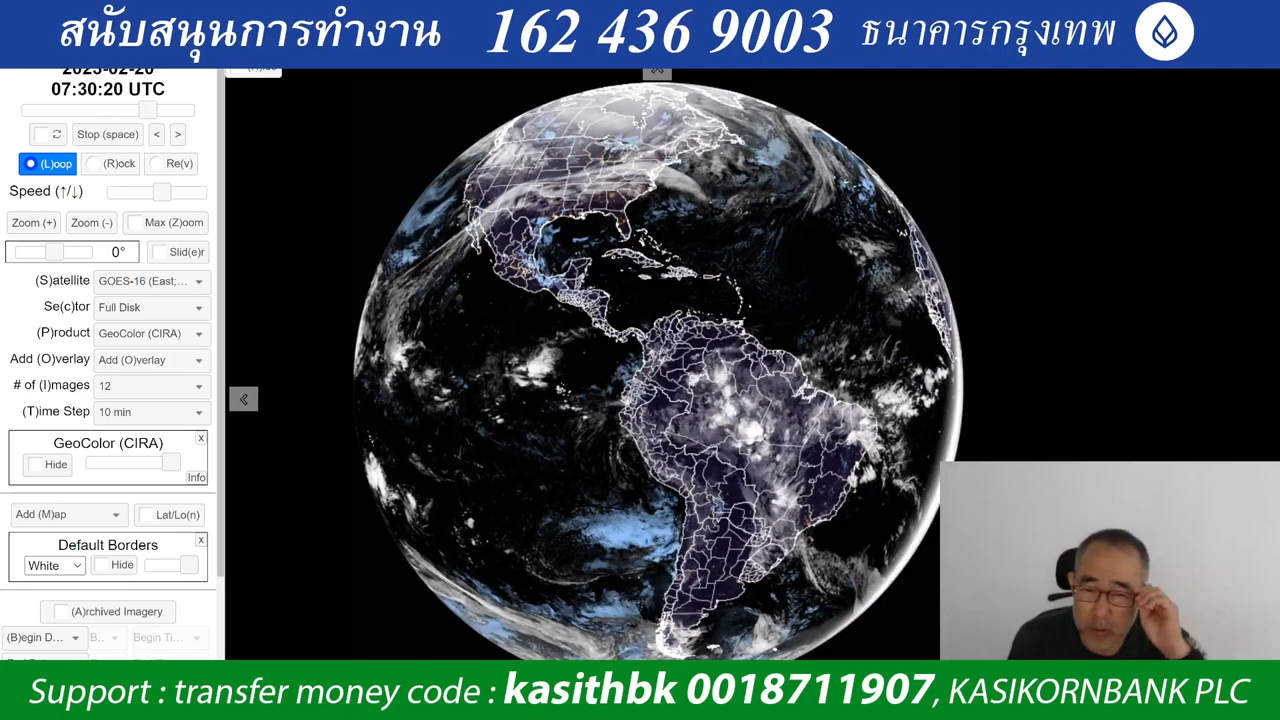 สนับสนุนการทำงาน 162 436 9003 ธนาคารกรุงเทพ
2023-02-20
07:30:20 UTC
Stop (space) < >
(L)oop (R)ock Re(v)
Speed (↑/↓)
Zoom (+) Zoom (-) Max (Z)oom
0° Slid(e)r
(S)atellite GOES-16 (East;...
Se(c)tor Full Disk
(P)roduct GeoColor (CIRA)
Add (O)verlay Add (O)verlay
# of (I)mages 12
(T)ime Step 10 min
GeoColor (CIRA) x
Hide
Info
Add (M)ap Lat/Lo(n)
Default Borders x
White Hide
(A)rchived Imagery
(B)egin D... B... Begin Ti...
Support : transfer money code : kasithbk 0018711907, KASIKORNBANK PLC